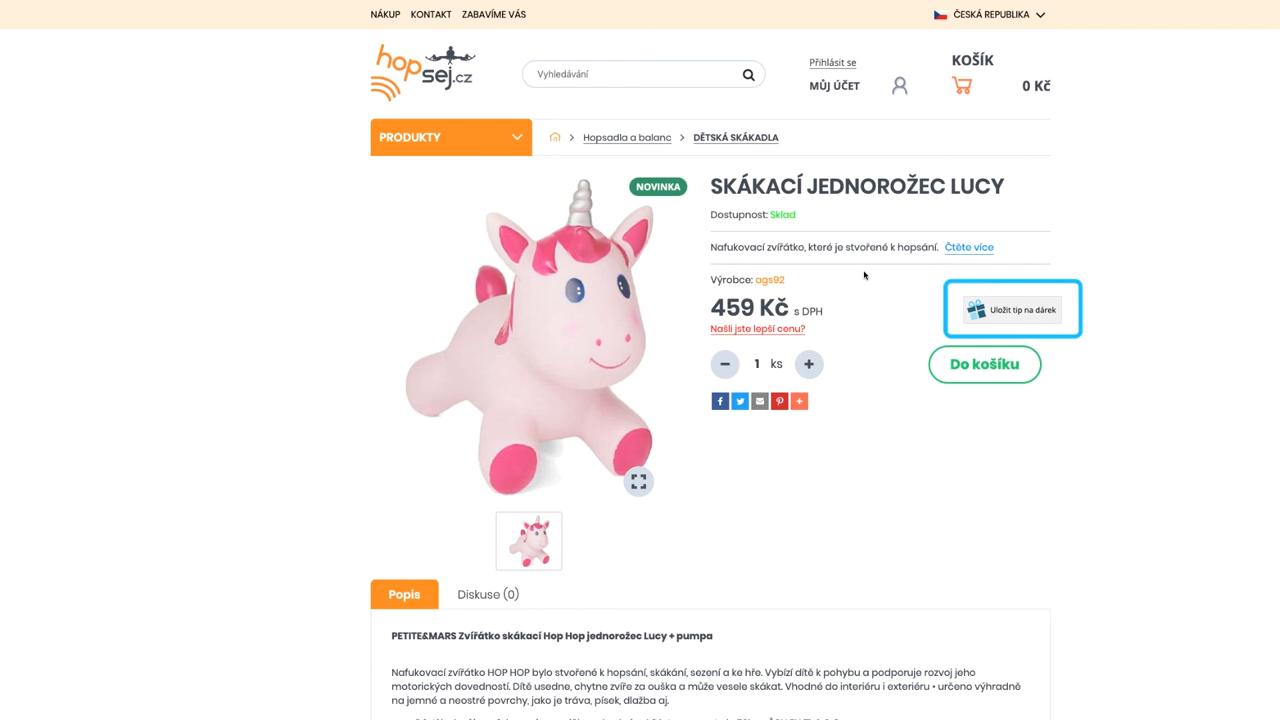 NÁKUP KONTAKT ZABAVÍME VÁS
ČESKÁ REPUBLIKA
hopsej.cz
Vyhledávání
Přihlásit se
MŮJ ÚČET
KOŠÍK
0 Kč
PRODUKTY
Hopsadla a balanc > DĚTSKÁ SKÁKADLA
NOVINKA
SKÁKACÍ JEDNOROŽEC LUCY
Dostupnost: Sklad
Nafukovací zvířátko, které je stvořené k hopsání. Čtěte více
Výrobce: ags92
459 Kč s DPH
Našli jste lepší cenu?
Uložit tip na dárek
1 ks
Do košíku
Popis
Diskuse (0)
PETITE&MARS Zvířátko skákací Hop Hop jednorožec Lucy + pumpa
Nafukovací zvířátko HOP HOP bylo stvořené k hopsání, skákání, sezení a ke hře. Vybízí dítě k pohybu a podporuje rozvoj jeho
motorických dovedností. Dítě usedne, chytne zvíře za ouška a může vesele skákat. Vhodné do interiéru i exteriéru • určeno výhradně
na jemné a neostré povrchy, jako je tráva, písek, dlažba aj.